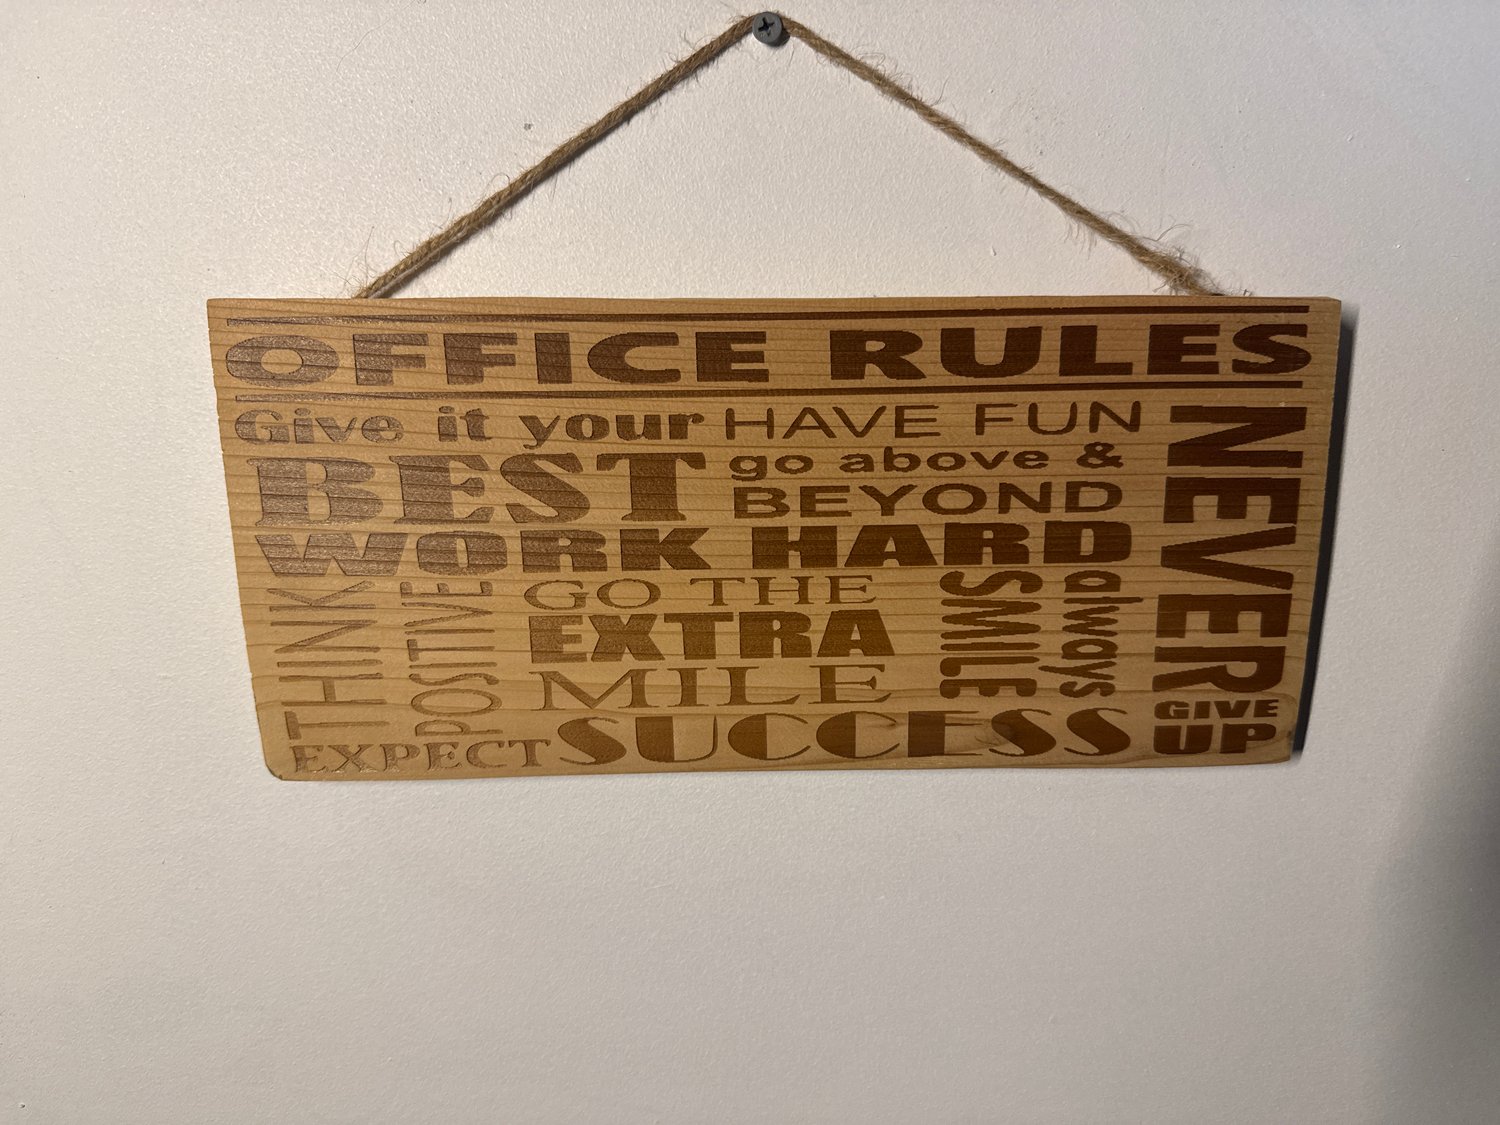 OFFICE RULES
Give it your
BEST
HAVE FUN
go above &
BEYOND
WORK HARD
THINK
POSITIVE
GO THE
EXTRA
MILE
SMILE
always
EXPECT SUCCESS
NEVER
GIVE
UP